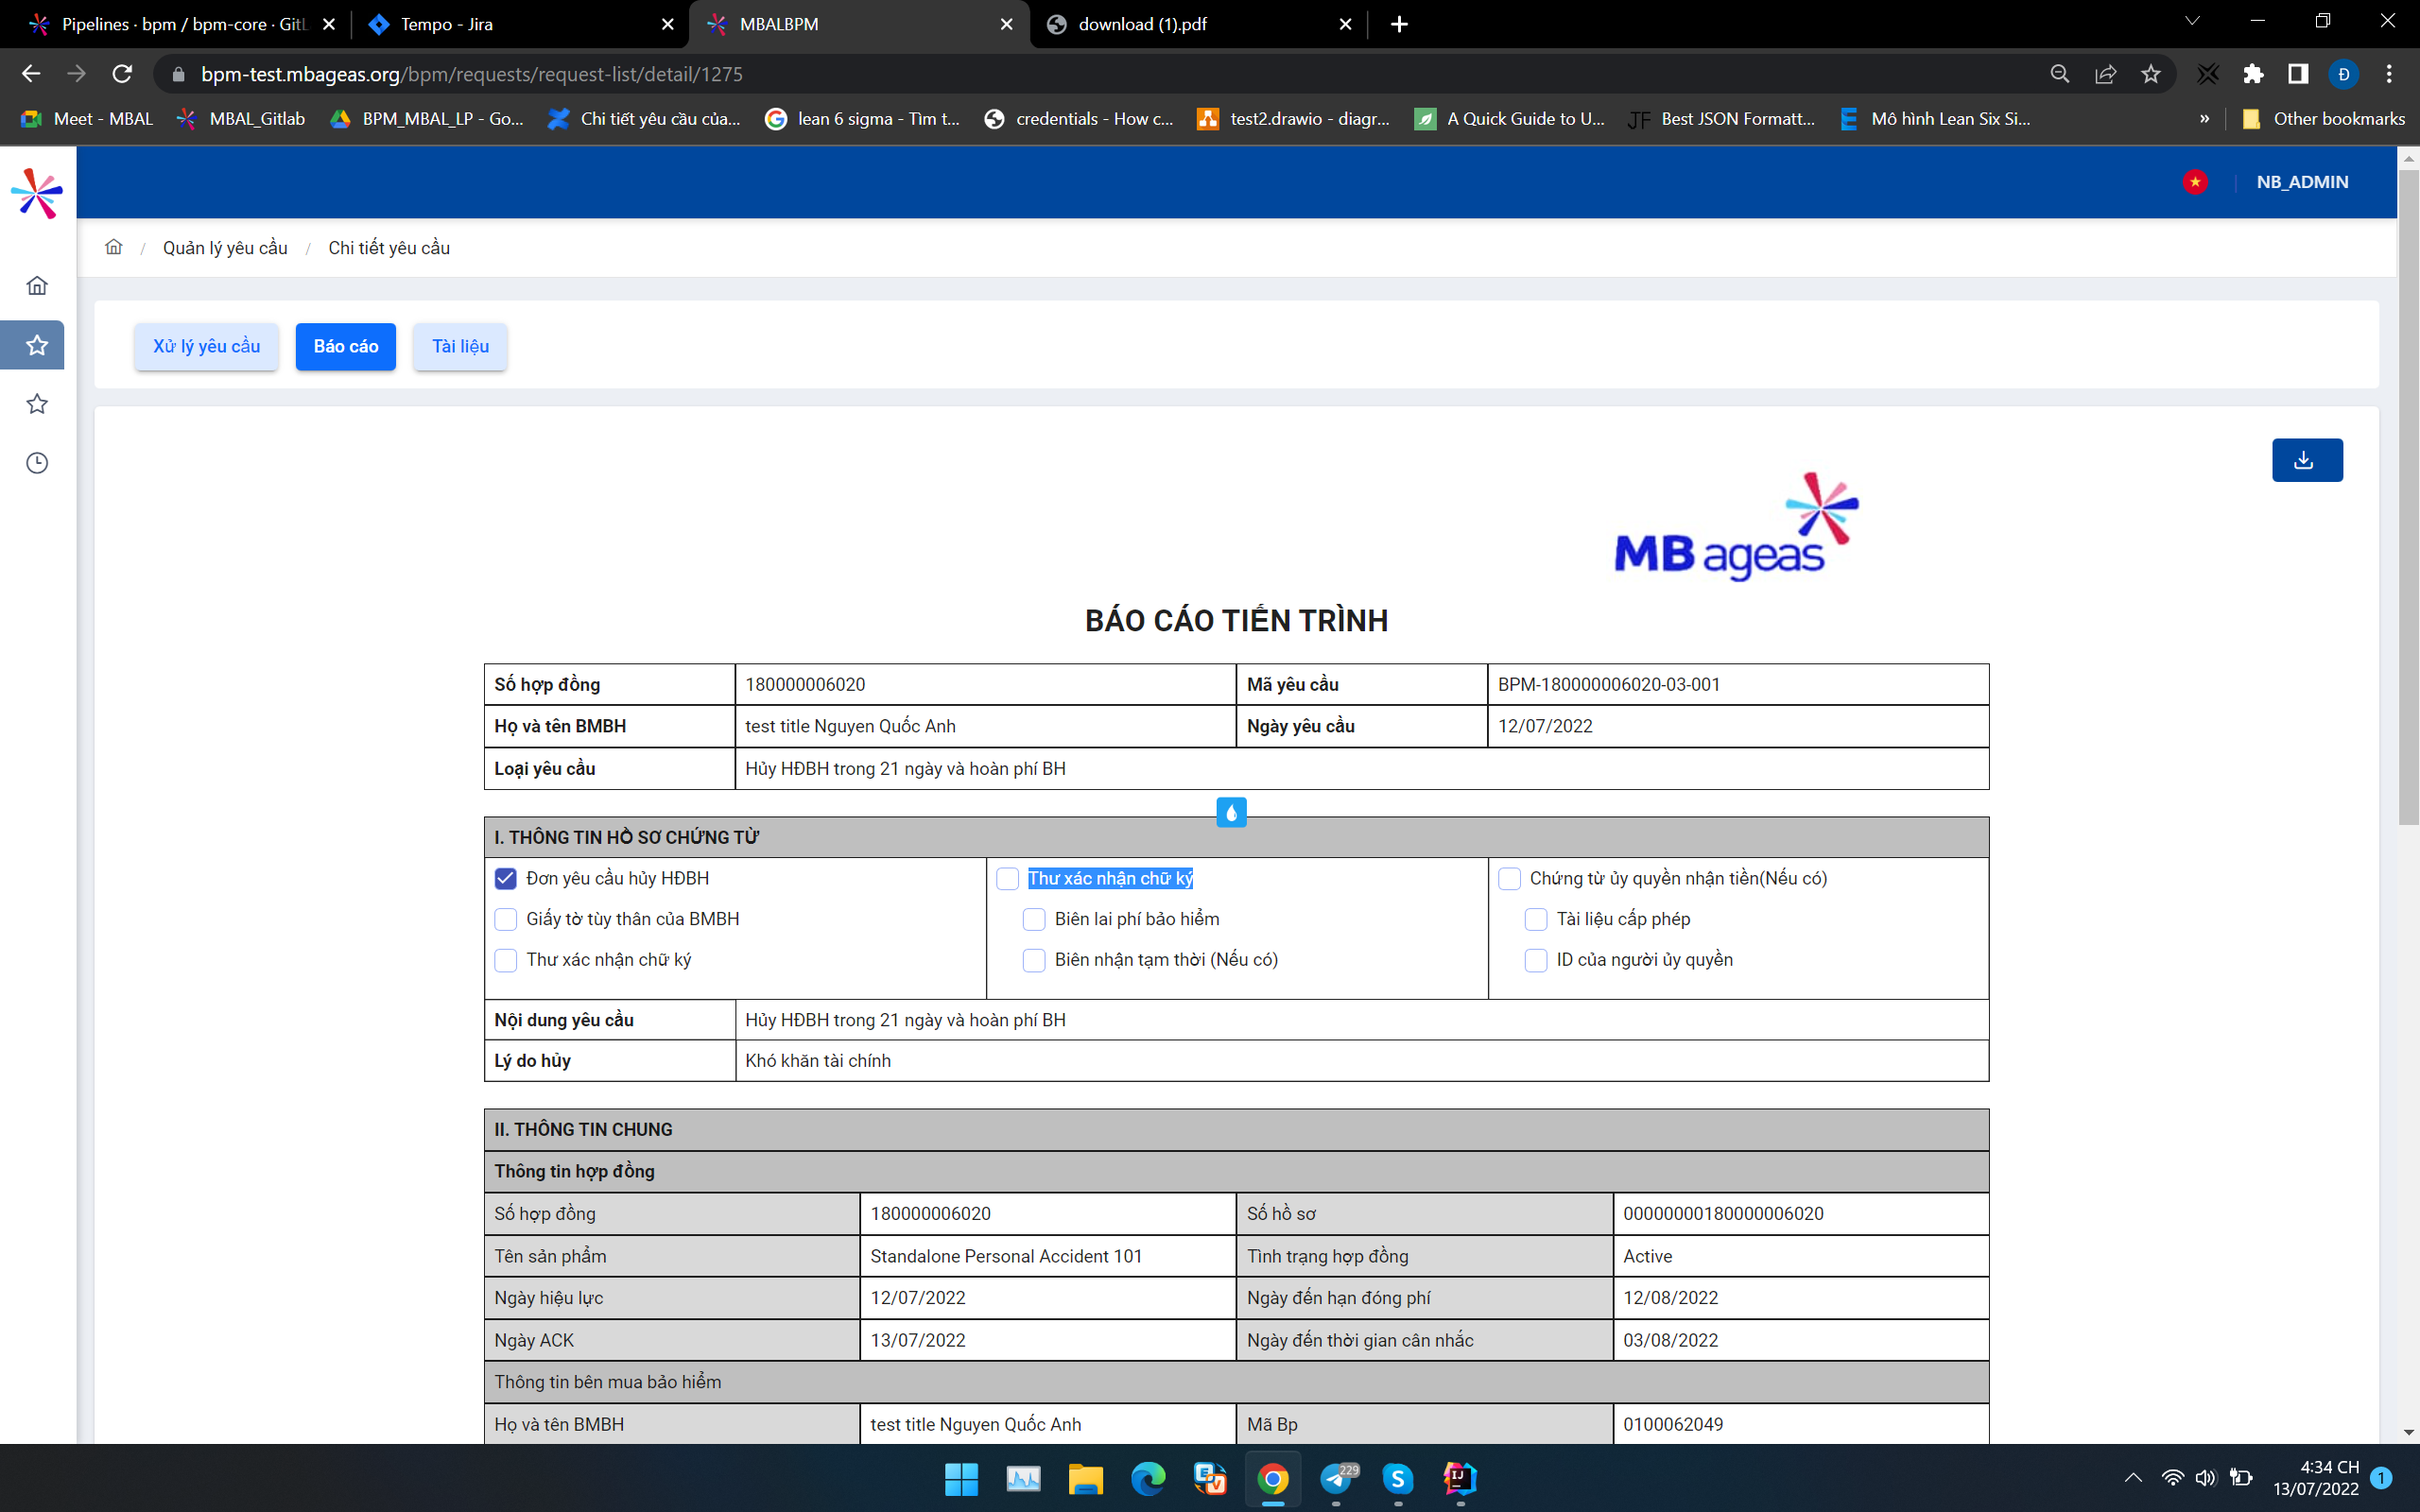 Pipelines · bpm / bpm-core · GitL
Tempo - Jira
MBALBPM
download (1).pdf
bpm-test.mbageas.org/bpm/requests/request-list/detail/1275
Đ
Meet - MBAL
MBAL_Gitlab
BPM_MBAL_LP - Go...
Chi tiết yêu cầu của...
lean 6 sigma - Tìm t...
credentials - How c...
test2.drawio - diagr...
A Quick Guide to U...
JF Best JSON Formatt...
Mô hình Lean Six Si...
»
Other bookmarks
NB_ADMIN
/ Quản lý yêu cầu / Chi tiết yêu cầu
Xử lý yêu cầu
Báo cáo
Tài liệu
MB ageas
BÁO CÁO TIẾN TRÌNH
Số hợp đồng 180000006020 Mã yêu cầu BPM-180000006020-03-001
Họ và tên BMBH test title Nguyen Quốc Anh Ngày yêu cầu 12/07/2022
Loại yêu cầu Hủy HĐBH trong 21 ngày và hoàn phí BH
I. THÔNG TIN HỒ SƠ CHỨNG TỪ
Đơn yêu cầu hủy HĐBH Thư xác nhận chữ ký Chứng từ ủy quyền nhận tiền(Nếu có)
Giấy tờ tùy thân của BMBH Biên lai phí bảo hiểm Tài liệu cấp phép
Thư xác nhận chữ ký Biên nhận tạm thời (Nếu có) ID của người ủy quyền
Nội dung yêu cầu Hủy HĐBH trong 21 ngày và hoàn phí BH
Lý do hủy Khó khăn tài chính
II. THÔNG TIN CHUNG
Thông tin hợp đồng
Số hợp đồng 180000006020 Số hồ sơ 00000000180000006020
Tên sản phẩm Standalone Personal Accident 101 Tình trạng hợp đồng Active
Ngày hiệu lực 12/07/2022 Ngày đến hạn đóng phí 12/08/2022
Ngày ACK 13/07/2022 Ngày đến thời gian cân nhắc 03/08/2022
Thông tin bên mua bảo hiểm
Họ và tên BMBH test title Nguyen Quốc Anh Mã Bp 0100062049
229
S
IJ
4:34 CH
13/07/2022
1